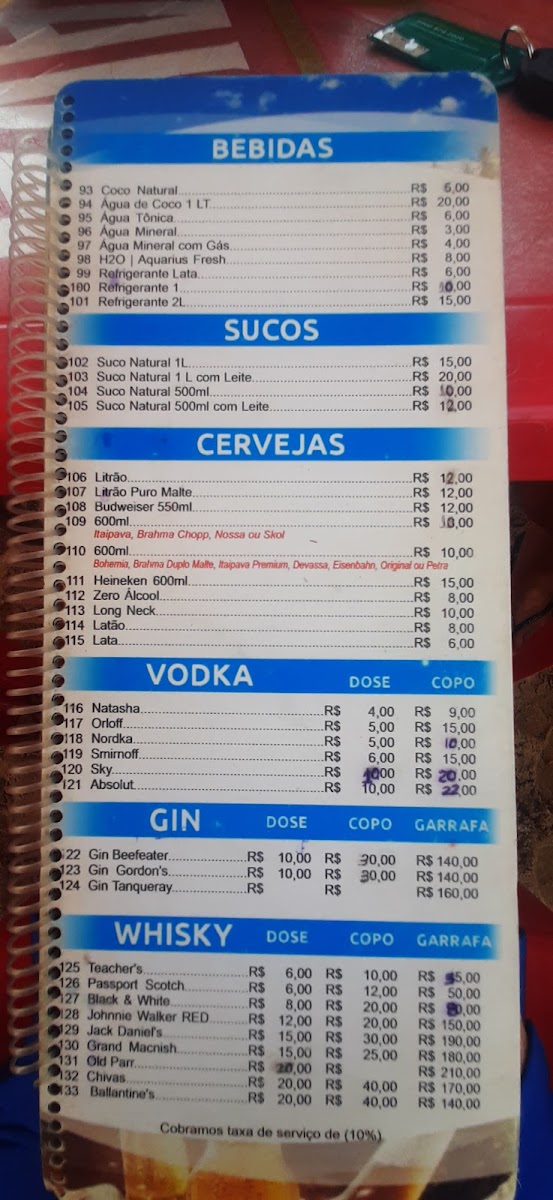 BEBIDAS
93 Coco Natural R$ 6,00
94 Água de Coco 1 LT R$ 20,00
95 Água Tônica R$ 6,00
96 Água Mineral R$ 3,00
97 Água Mineral com Gás R$ 4,00
98 H2O | Aquarius Fresh R$ 8,00
99 Refrigerante Lata R$ 6,00
100 Refrigerante 1 R$ 10,00
101 Refrigerante 2L R$ 15,00
SUCOS
102 Suco Natural 1L R$ 15,00
103 Suco Natural 1 L com Leite R$ 20,00
104 Suco Natural 500ml R$ 10,00
105 Suco Natural 500ml com Leite R$ 12,00
CERVEJAS
106 Litrão R$ 12,00
107 Litrão Puro Malte R$ 12,00
108 Budweiser 550ml R$ 12,00
109 600ml R$ 10,00
Itaipava, Brahma Chopp, Nossa ou Skol
110 600ml R$ 10,00
Bohemia, Brahma Duplo Malte, Itaipava Premium, Devassa, Eisenbahn, Original ou Petra
111 Heineken 600ml R$ 15,00
112 Zero Álcool R$ 8,00
113 Long Neck R$ 10,00
114 Latão R$ 8,00
115 Lata R$ 6,00
VODKA DOSE COPO
116 Natasha R$ 4,00 R$ 9,00
117 Orloff R$ 5,00 R$ 15,00
118 Nordka R$ 5,00 R$ 10,00
119 Smirnoff R$ 6,00 R$ 15,00
120 Sky R$ 10,00 R$ 20,00
121 Absolut R$ 10,00 R$ 22,00
GIN DOSE COPO GARRAFA
22 Gin Beefeater R$ 10,00 R$ 30,00 R$ 140,00
123 Gin Gordon's R$ 10,00 R$ 30,00 R$ 140,00
124 Gin Tanqueray R$ R$ R$ 160,00
WHISKY DOSE COPO GARRAFA
125 Teacher's R$ 6,00 R$ 10,00 R$
126 Passport Scotch R$ 6,00 R$ 12,00 R$ 50,00
127 Black & White R$ 8,00 R$ 20,00 R$
128 Johnnie Walker RED R$ 12,00 R$ 20,00 R$ 150,00
129 Jack Daniel's R$ 15,00 R$ 30,00 R$ 190,00
130 Grand Macnish R$ 15,00 R$ 25,00 R$ 180,00
131 Old Parr R$ 20,00 R$ R$ 210,00
132 Chivas R$ 20,00 R$ 40,00 R$ 170,00
133 Ballantine's R$ 20,00 R$ 40,00 R$ 140,00
Cobramos taxa de serviço de (10%)